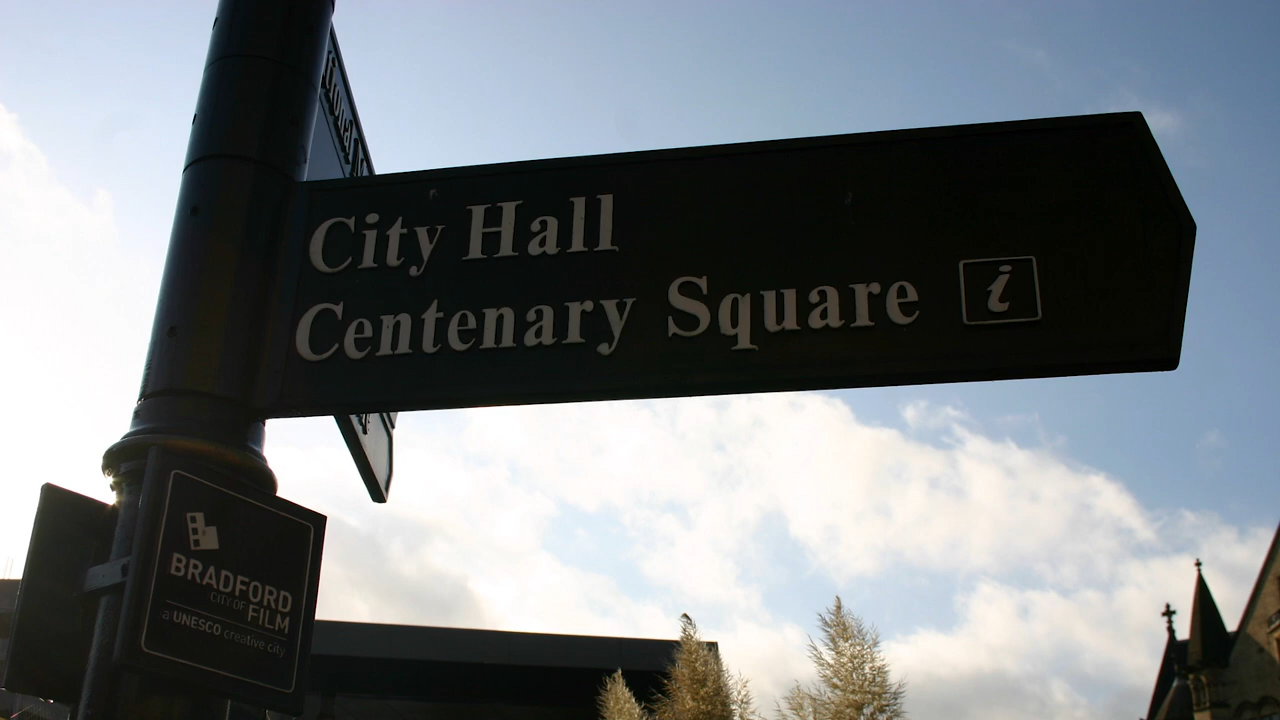 City Hall
Centenary Square i
BRADFORD
CITY OF FILM
a UNESCO creative city